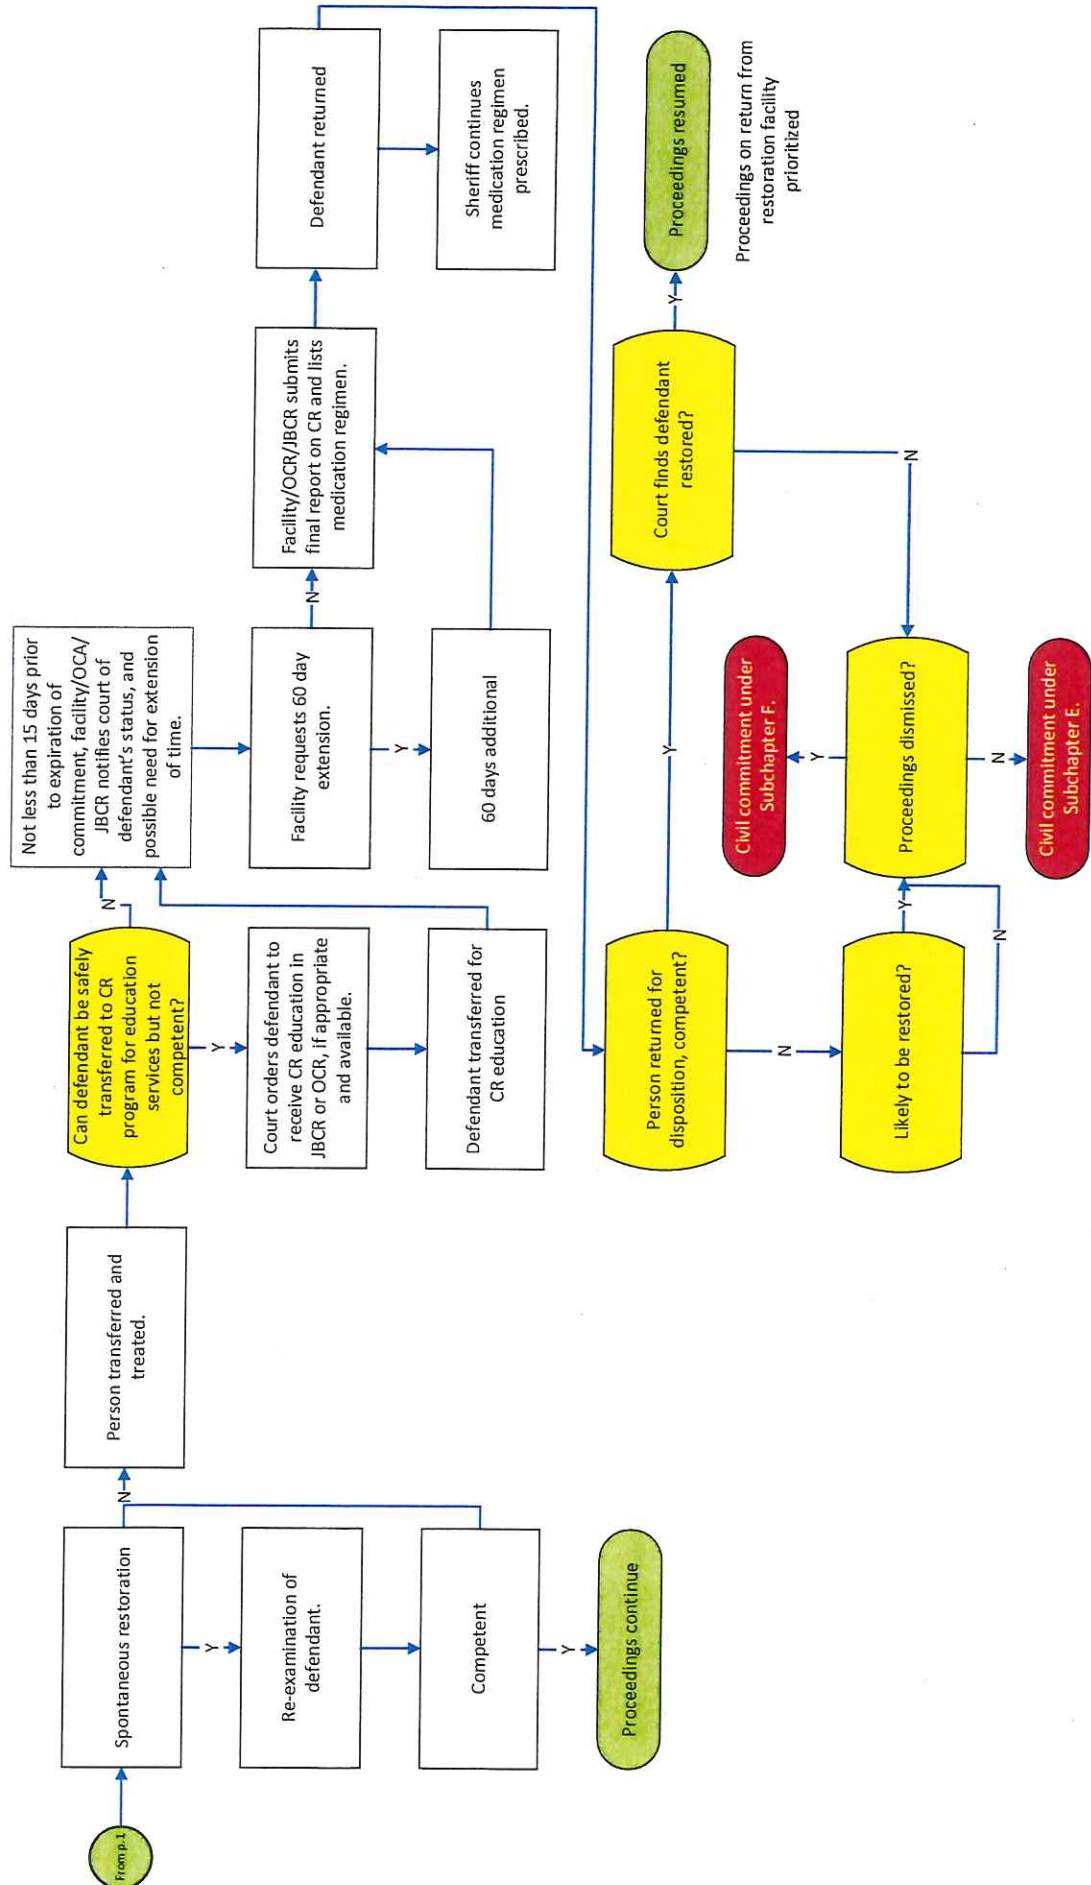 From p.1
Spontaneous restoration
N
Y
Re-examination of
defendant.
Competent
Y
Proceedings continue
Person transferred and
treated.
Can defendant be safely
transferred to CR
program for education
services but not
competent?
N
Y
Court orders defendant to
receive CR education in
JBCR or OCR, if appropriate
and available.
Defendant transferred for
CR education
Not less than 15 days prior
to expiration of
commitment, facility/OCA/
JBCR notifies court of
defendant's status, and
possible need for extension
of time.
Facility requests 60 day
extension.
N
Y
60 days additional
Facility/OCR/JBCR submits
final report on CR and lists
medication regimen.
Defendant returned
Sheriff continues
medication regimen
prescribed.
Person returned for
disposition, competent?
Y
N
Likely to be restored?
Y
N
Court finds defendant
restored?
Y
N
Proceedings resumed
Proceedings on return from
restoration facility
prioritized
Civil commitment under
Subchapter F.
Y
Proceedings dismissed?
N
Civil commitment under
Subchapter E.